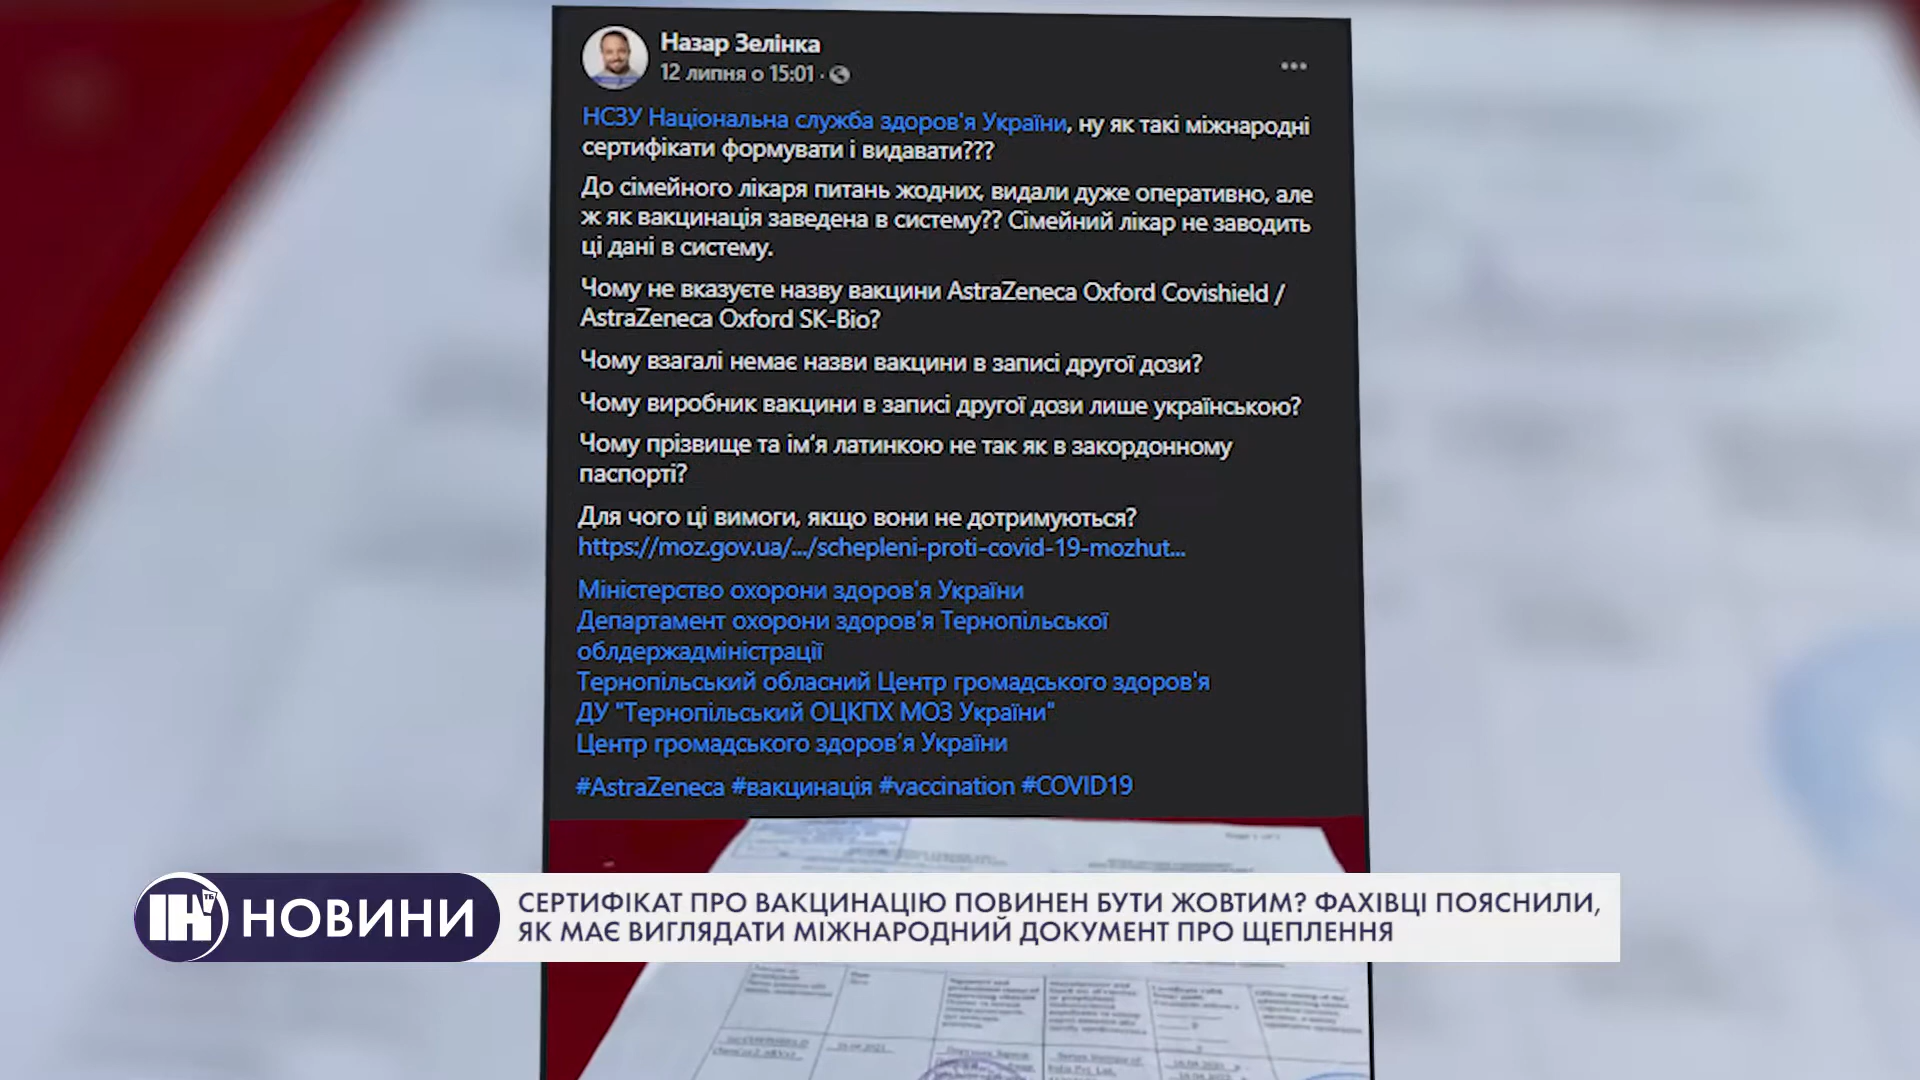 Назар Зелінка
12 липня о 15:01 ·
НСЗУ Національна служба здоров'я України, ну як такі міжнародні
сертифікати формувати і видавати???
До сімейного лікаря питань жодних, видали дуже оперативно, але
ж як вакцинація заведена в систему?? Сімейний лікар не заводить
ці дані в систему.
Чому не вказуєте назву вакцини AstraZeneca Oxford Covishield /
AstraZeneca Oxford SK-Bio?
Чому взагалі немає назви вакцини в записі другої дози?
Чому виробник вакцини в записі другої дози лише українською?
Чому прізвище та ім'я латинкою не так як в закордонному
паспорті?
Для чого ці вимоги, якщо вони не дотримуються?
https://moz.gov.ua/.../schepleni-proti-covid-19-mozhut...
Міністерство охорони здоров'я України
Департамент охорони здоров'я Тернопільської
облдержадміністрації
Тернопільський обласний Центр громадського здоров'я
ДУ "Тернопільський ОЦКПХ МОЗ України"
Центр громадського здоров'я України
#AstraZeneca #вакцинація #vaccination #COVID19
ІН ТБ НОВИНИ
СЕРТИФІКАТ ПРО ВАКЦИНАЦІЮ ПОВИНЕН БУТИ ЖОВТИМ? ФАХІВЦІ ПОЯСНИЛИ,
ЯК МАЄ ВИГЛЯДАТИ МІЖНАРОДНИЙ ДОКУМЕНТ ПРО ЩЕПЛЕННЯ